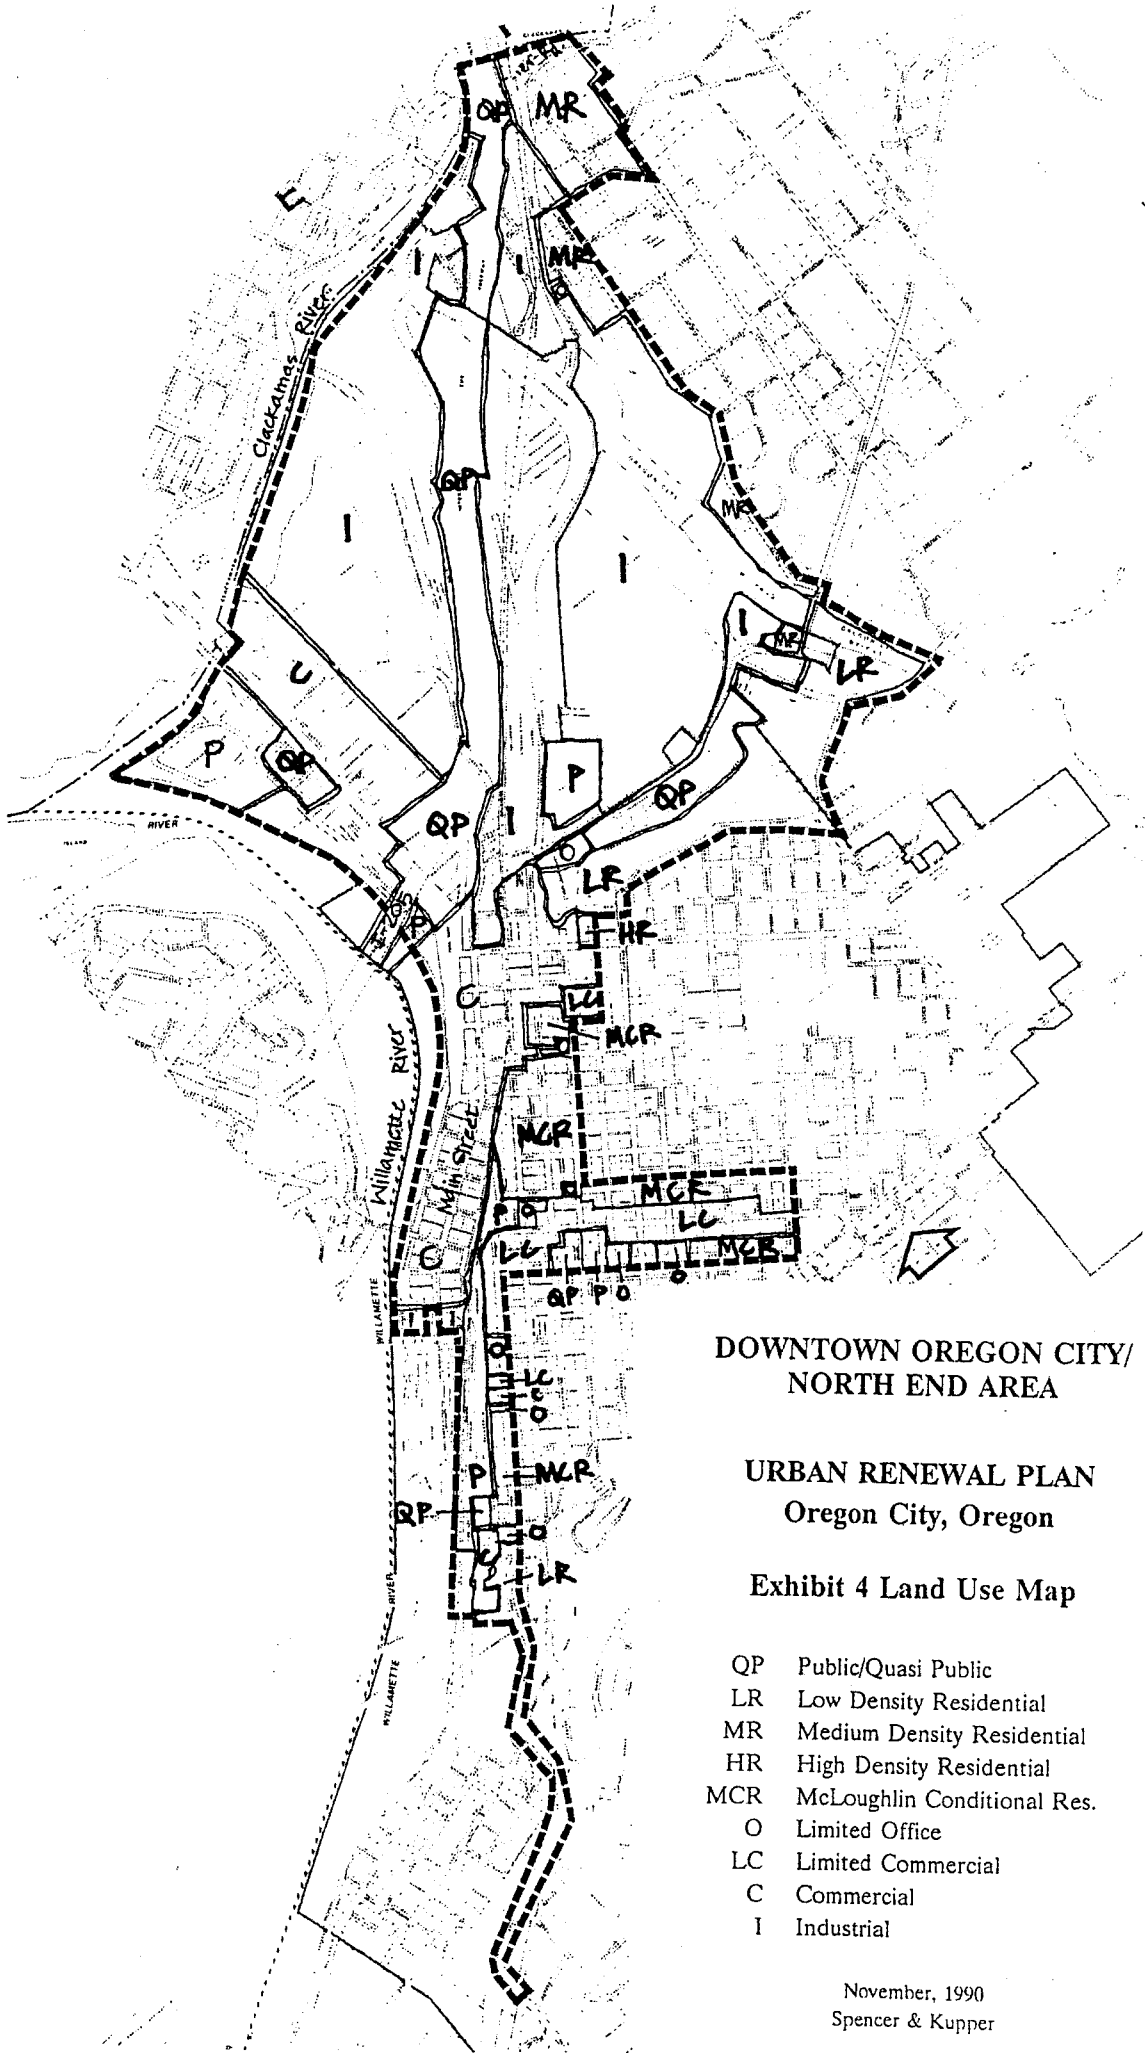 QP
MR
I
I
MR
O
Clackamas River
QP
I
I
MR
I
MR
LR
C
P
QP
P
QP
QP
I
RIVER
ISLAND
O
LR
P
HR
C
LC
O
MCR
Willamette River
Main Street
MCR
O
MCR
P
O
LC
LC
MCR
C
QP
P
O
O
WILLAMETTE
I
I
O
LC
C
O
P
MCR
QP
O
C
LR
RIVER
WILLAMETTE
DOWNTOWN OREGON CITY/
NORTH END AREA
URBAN RENEWAL PLAN
Oregon City, Oregon
Exhibit 4 Land Use Map
QP Public/Quasi Public
LR Low Density Residential
MR Medium Density Residential
HR High Density Residential
MCR McLoughlin Conditional Res.
O Limited Office
LC Limited Commercial
C Commercial
I Industrial
November, 1990
Spencer & Kupper